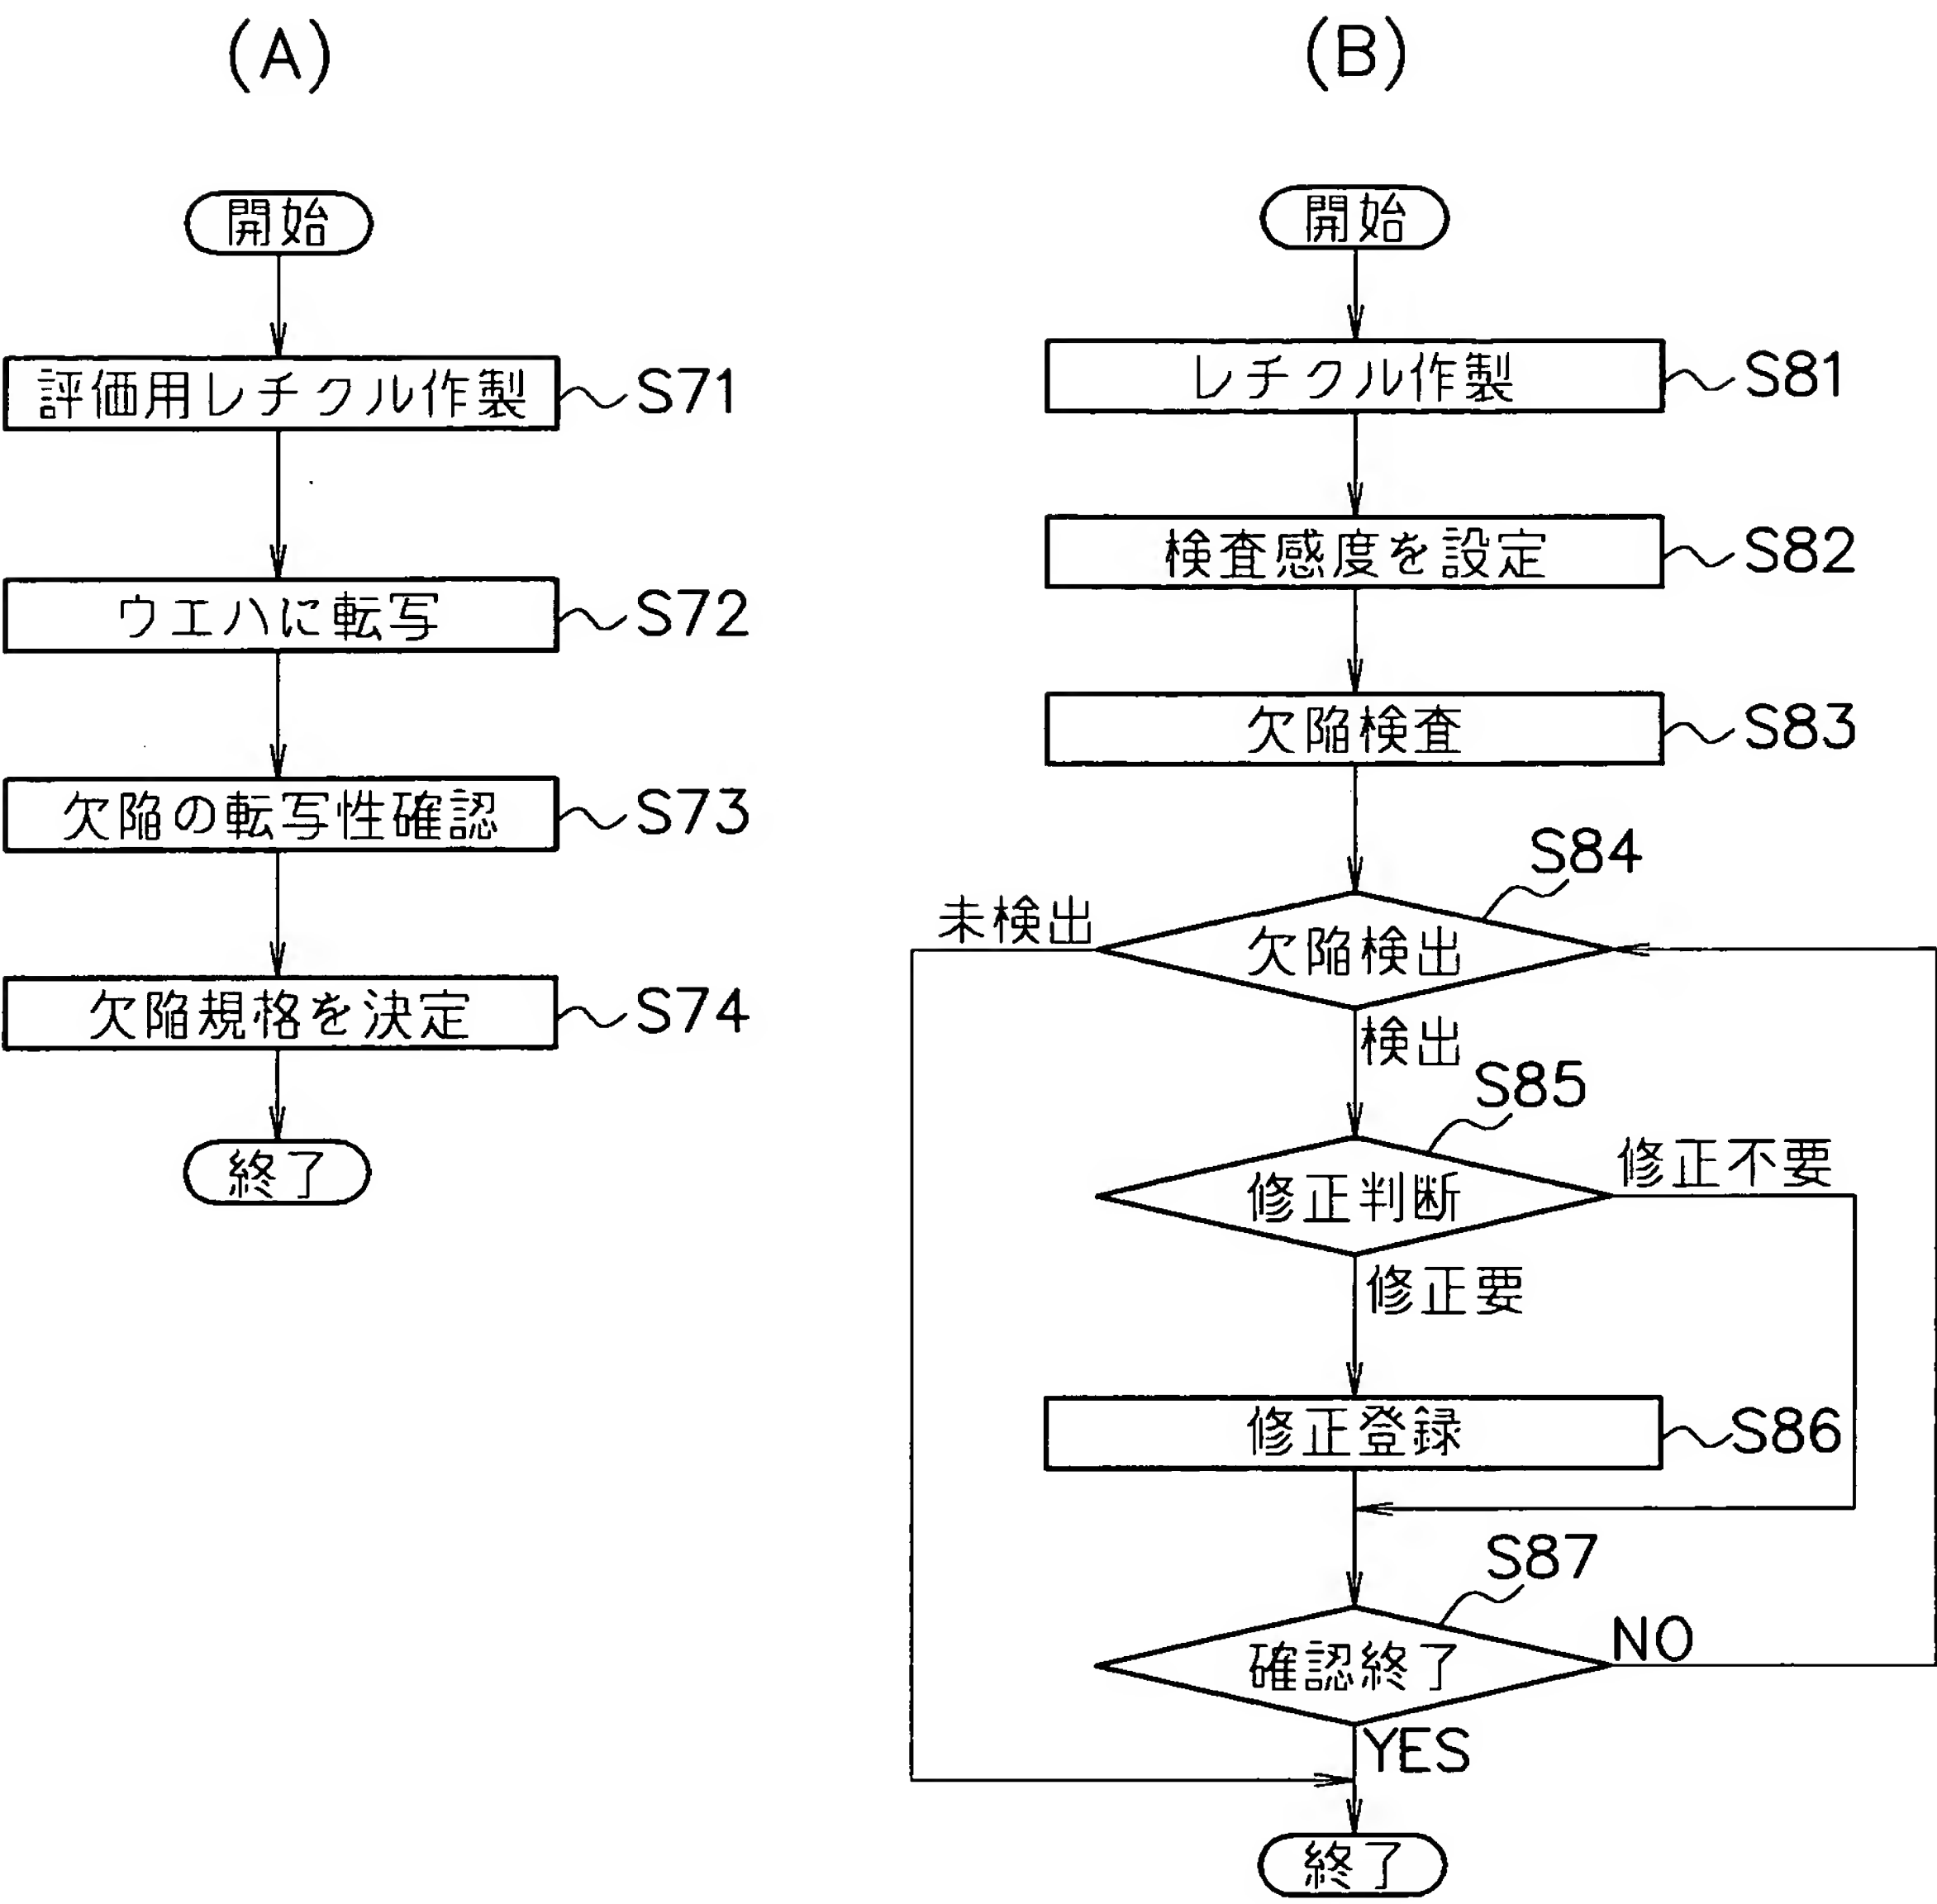 (A)
開始
評価用レチクル作製
S71
ウエハに転写
S72
欠陥の転写性確認
S73
欠陥規格を決定
S74
終了
(B)
開始
レチクル作製
S81
検査感度を設定
S82
欠陥検査
S83
S84
未検出
欠陥検出
検出
S85
修正不要
修正判断
修正要
修正登録
S86
S87
確認終了
NO
YES
終了